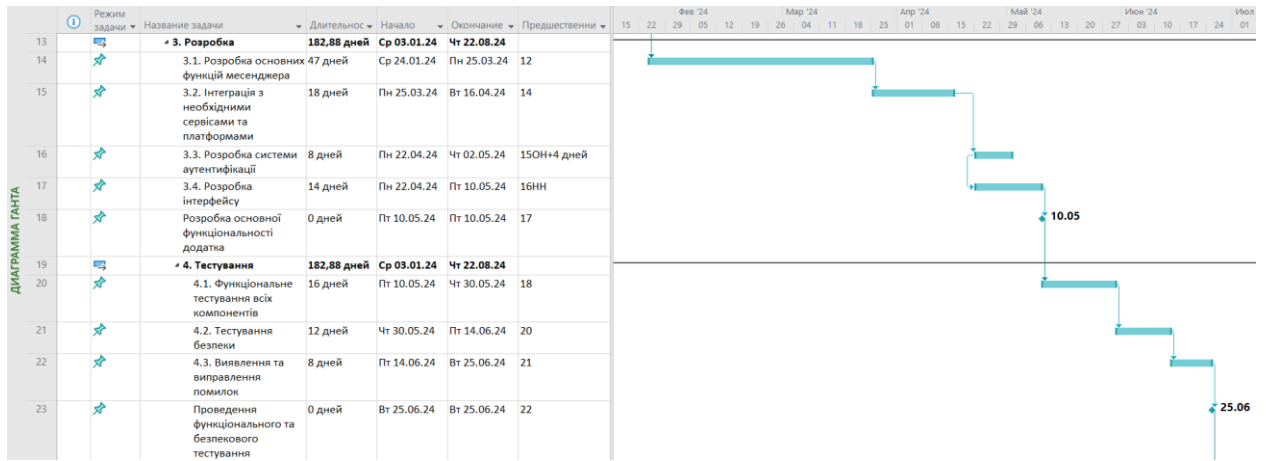 Режим задачи Название задачи Длительнос Начало Окончание Предшественни
Фев '24 Мар '24 Апр '24 Май '24 Июн '24 Июл
15 22 29 05 12 19 26 04 11 18 25 01 08 15 22 29 06 13 20 27 03 10 17 24 01
ДИАГРАММА ГАНТА
13 3. Розробка 182,88 дней Ср 03.01.24 Чт 22.08.24
14 3.1. Розробка основних 47 дней Ср 24.01.24 Пн 25.03.24 12
функцій месенджера
15 3.2. Інтеграція з 18 дней Пн 25.03.24 Вт 16.04.24 14
необхідними
сервісами та
платформами
16 3.3. Розробка системи 8 дней Пн 22.04.24 Чт 02.05.24 15ОН+4 дней
аутентифікації
17 3.4. Розробка 14 дней Пн 22.04.24 Пт 10.05.24 16НН
інтерфейсу
18 Розробка основної 0 дней Пт 10.05.24 Пт 10.05.24 17 10.05
функціональності
додатка
19 4. Тестування 182,88 дней Ср 03.01.24 Чт 22.08.24
20 4.1. Функціональне 16 дней Пт 10.05.24 Чт 30.05.24 18
тестування всіх
компонентів
21 4.2. Тестування 12 дней Чт 30.05.24 Пт 14.06.24 20
безпеки
22 4.3. Виявлення та 8 дней Пт 14.06.24 Вт 25.06.24 21
виправлення
помилок
23 Проведення 0 дней Вт 25.06.24 Вт 25.06.24 22 25.06
функціонального та
безпекового
тестування